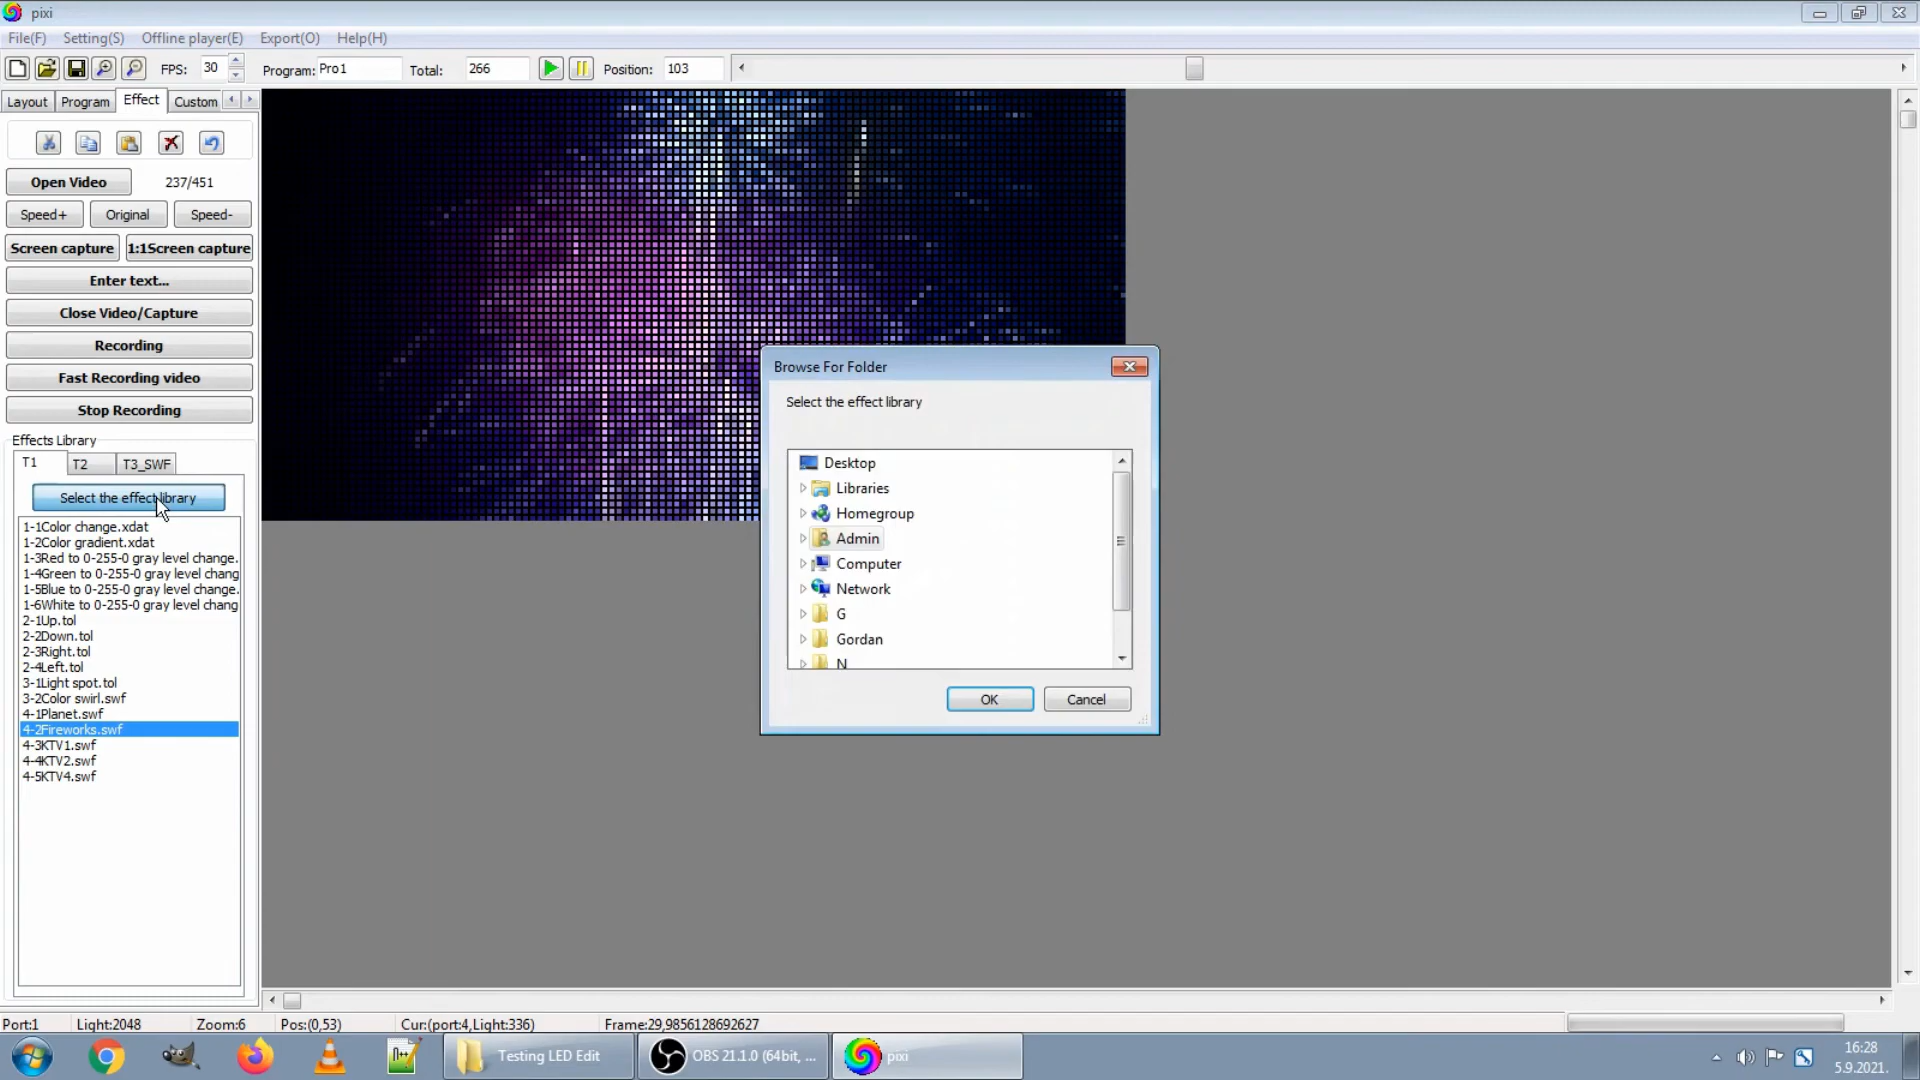 pixi
File(F) Setting(S) Offline player(E) Export(O) Help(H)
FPS: 30 Program: Pro1 Total: 266 Position: 103
Layout Program Effect Custom
Open Video 237/451
Speed+ Original Speed-
Screen capture 1:1Screen capture
Enter text...
Close Video/Capture
Recording
Fast Recording video
Stop Recording
Effects Library
T1 T2 T3_SWF
Select the effect library
1-1Color change.xdat
1-2Color gradient.xdat
1-3Red to 0-255-0 gray level change.
1-4Green to 0-255-0 gray level chang
1-5Blue to 0-255-0 gray level change.
1-6White to 0-255-0 gray level chang
2-1Up.tol
2-2Down.tol
2-3Right.tol
2-4Left.tol
3-1Light spot.tol
3-2Color swirl.swf
4-1Planet.swf
4-2Fireworks.swf
4-3KTV1.swf
4-4KTV2.swf
4-5KTV4.swf
Browse For Folder
Select the effect library
Desktop
Libraries
Homegroup
Admin
Computer
Network
G
Gordan
N
OK Cancel
Port:1 Light:2048 Zoom:6 Pos:(0,53) Cur:(port:4,Light:336) Frame:29,9856128692627
Testing LED Edit OBS 21.1.0 (64bit, ... pixi
16:28
5.9.2021.